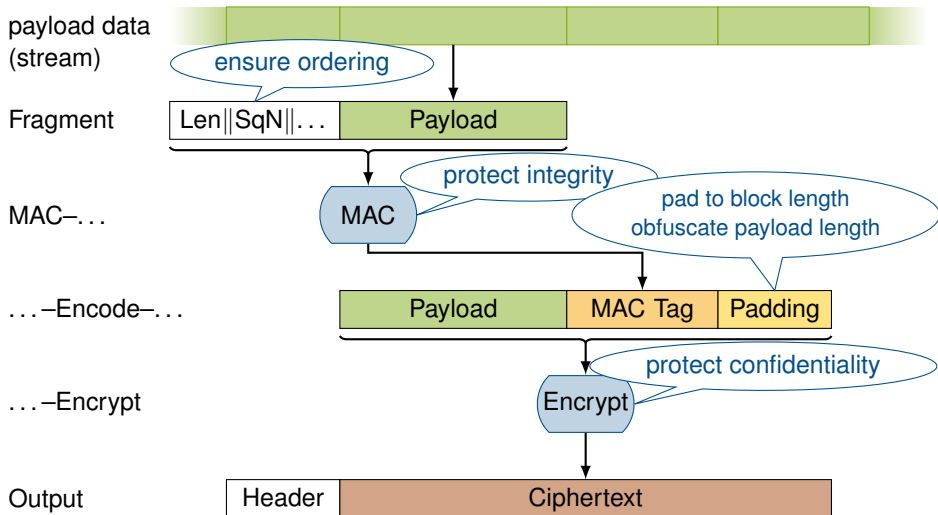 payload data
(stream)
ensure ordering
Fragment
Len||SqN||...
Payload
protect integrity
MAC–...
MAC
pad to block length
obfuscate payload length
...–Encode–...
Payload
MAC Tag
Padding
protect confidentiality
...–Encrypt
Encrypt
Output
Header
Ciphertext